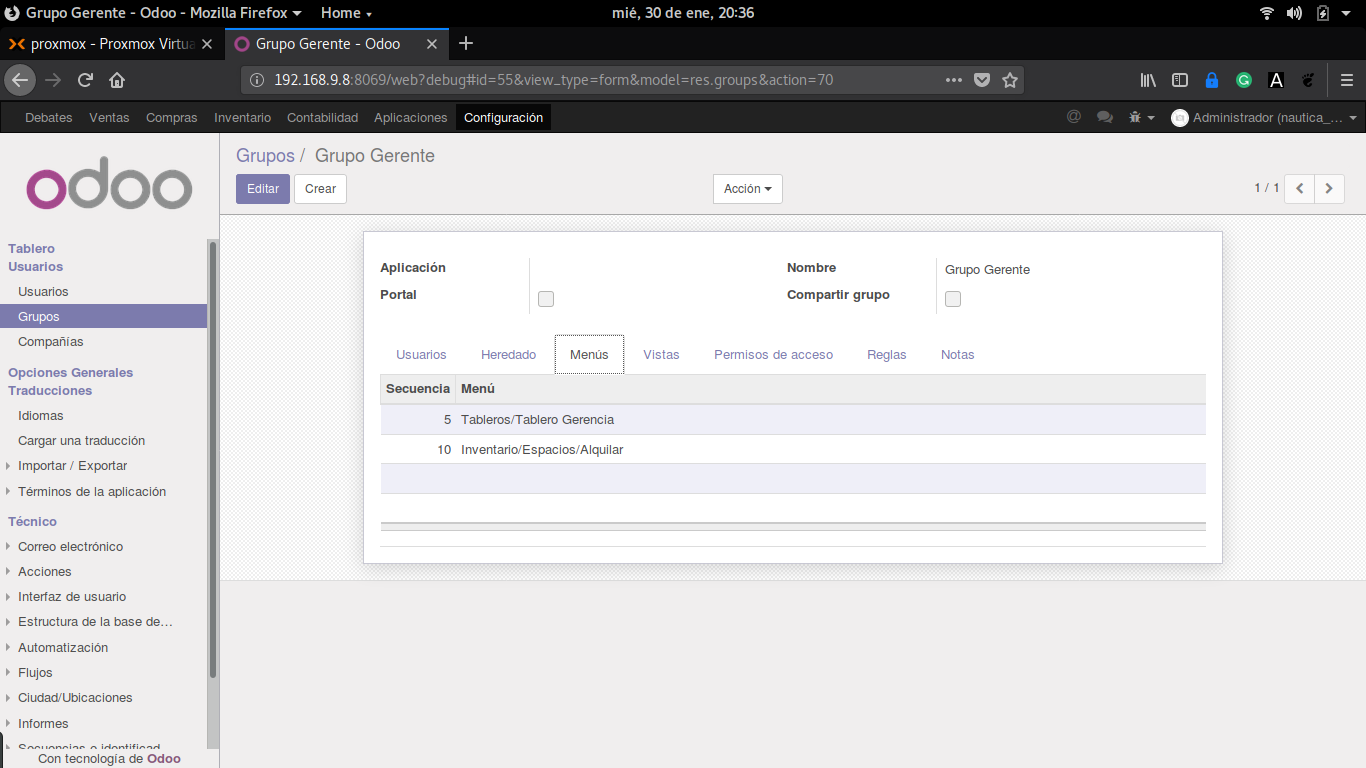 Grupo Gerente - Odoo - Mozilla Firefox Home mié, 30 de ene, 20:36
proxmox - Proxmox Virtua Grupo Gerente - Odoo
192.168.9.8:8069/web?debug#id=55&view_type=form&model=res.groups&action=70
Debates Ventas Compras Inventario Contabilidad Aplicaciones Configuración @ Administrador (nautica_...
odoo
Grupos / Grupo Gerente
Editar Crear Acción 1 / 1
Tablero
Usuarios
Usuarios
Grupos
Compañías
Opciones Generales
Traducciones
Idiomas
Cargar una traducción
Importar / Exportar
Términos de la aplicación
Técnico
Correo electrónico
Acciones
Interfaz de usuario
Estructura de la base de...
Automatización
Flujos
Ciudad/Ubicaciones
Informes
Secuencias e identificad...
Con tecnología de Odoo
Aplicación Nombre Grupo Gerente
Portal Compartir grupo
Usuarios Heredado Menús Vistas Permisos de acceso Reglas Notas
Secuencia Menú
5 Tableros/Tablero Gerencia
10 Inventario/Espacios/Alquilar